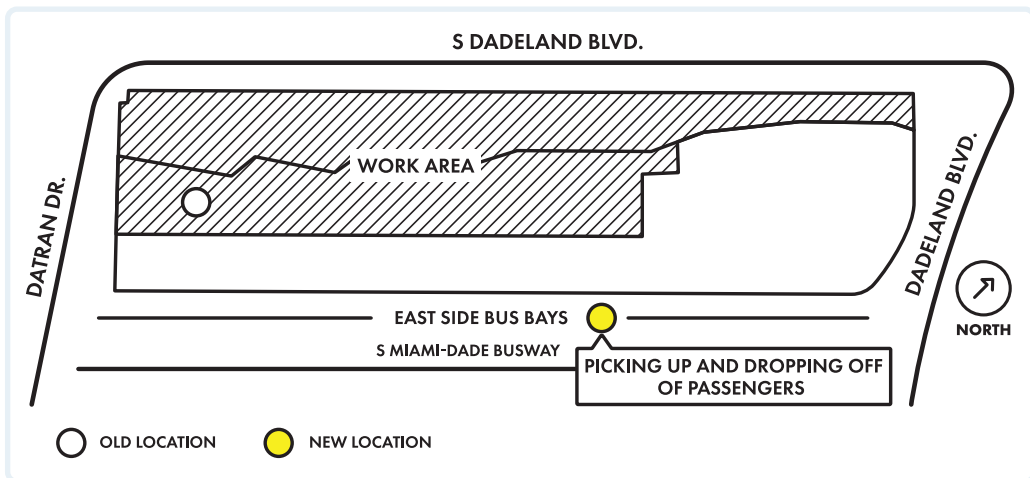 S DADELAND BLVD.
WORK AREA
DATRAN DR.
DADELAND BLVD.
NORTH
EAST SIDE BUS BAYS
S MIAMI-DADE BUSWAY
PICKING UP AND DROPPING OFF
OF PASSENGERS
OLD LOCATION
NEW LOCATION